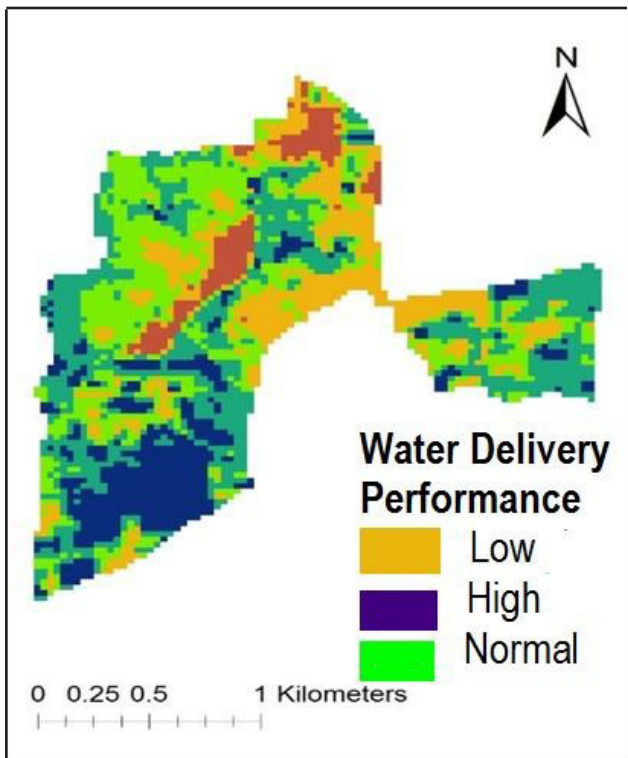 N
Water Delivery
Performance
Low
High
Normal
0 0.25 0.5 1 Kilometers